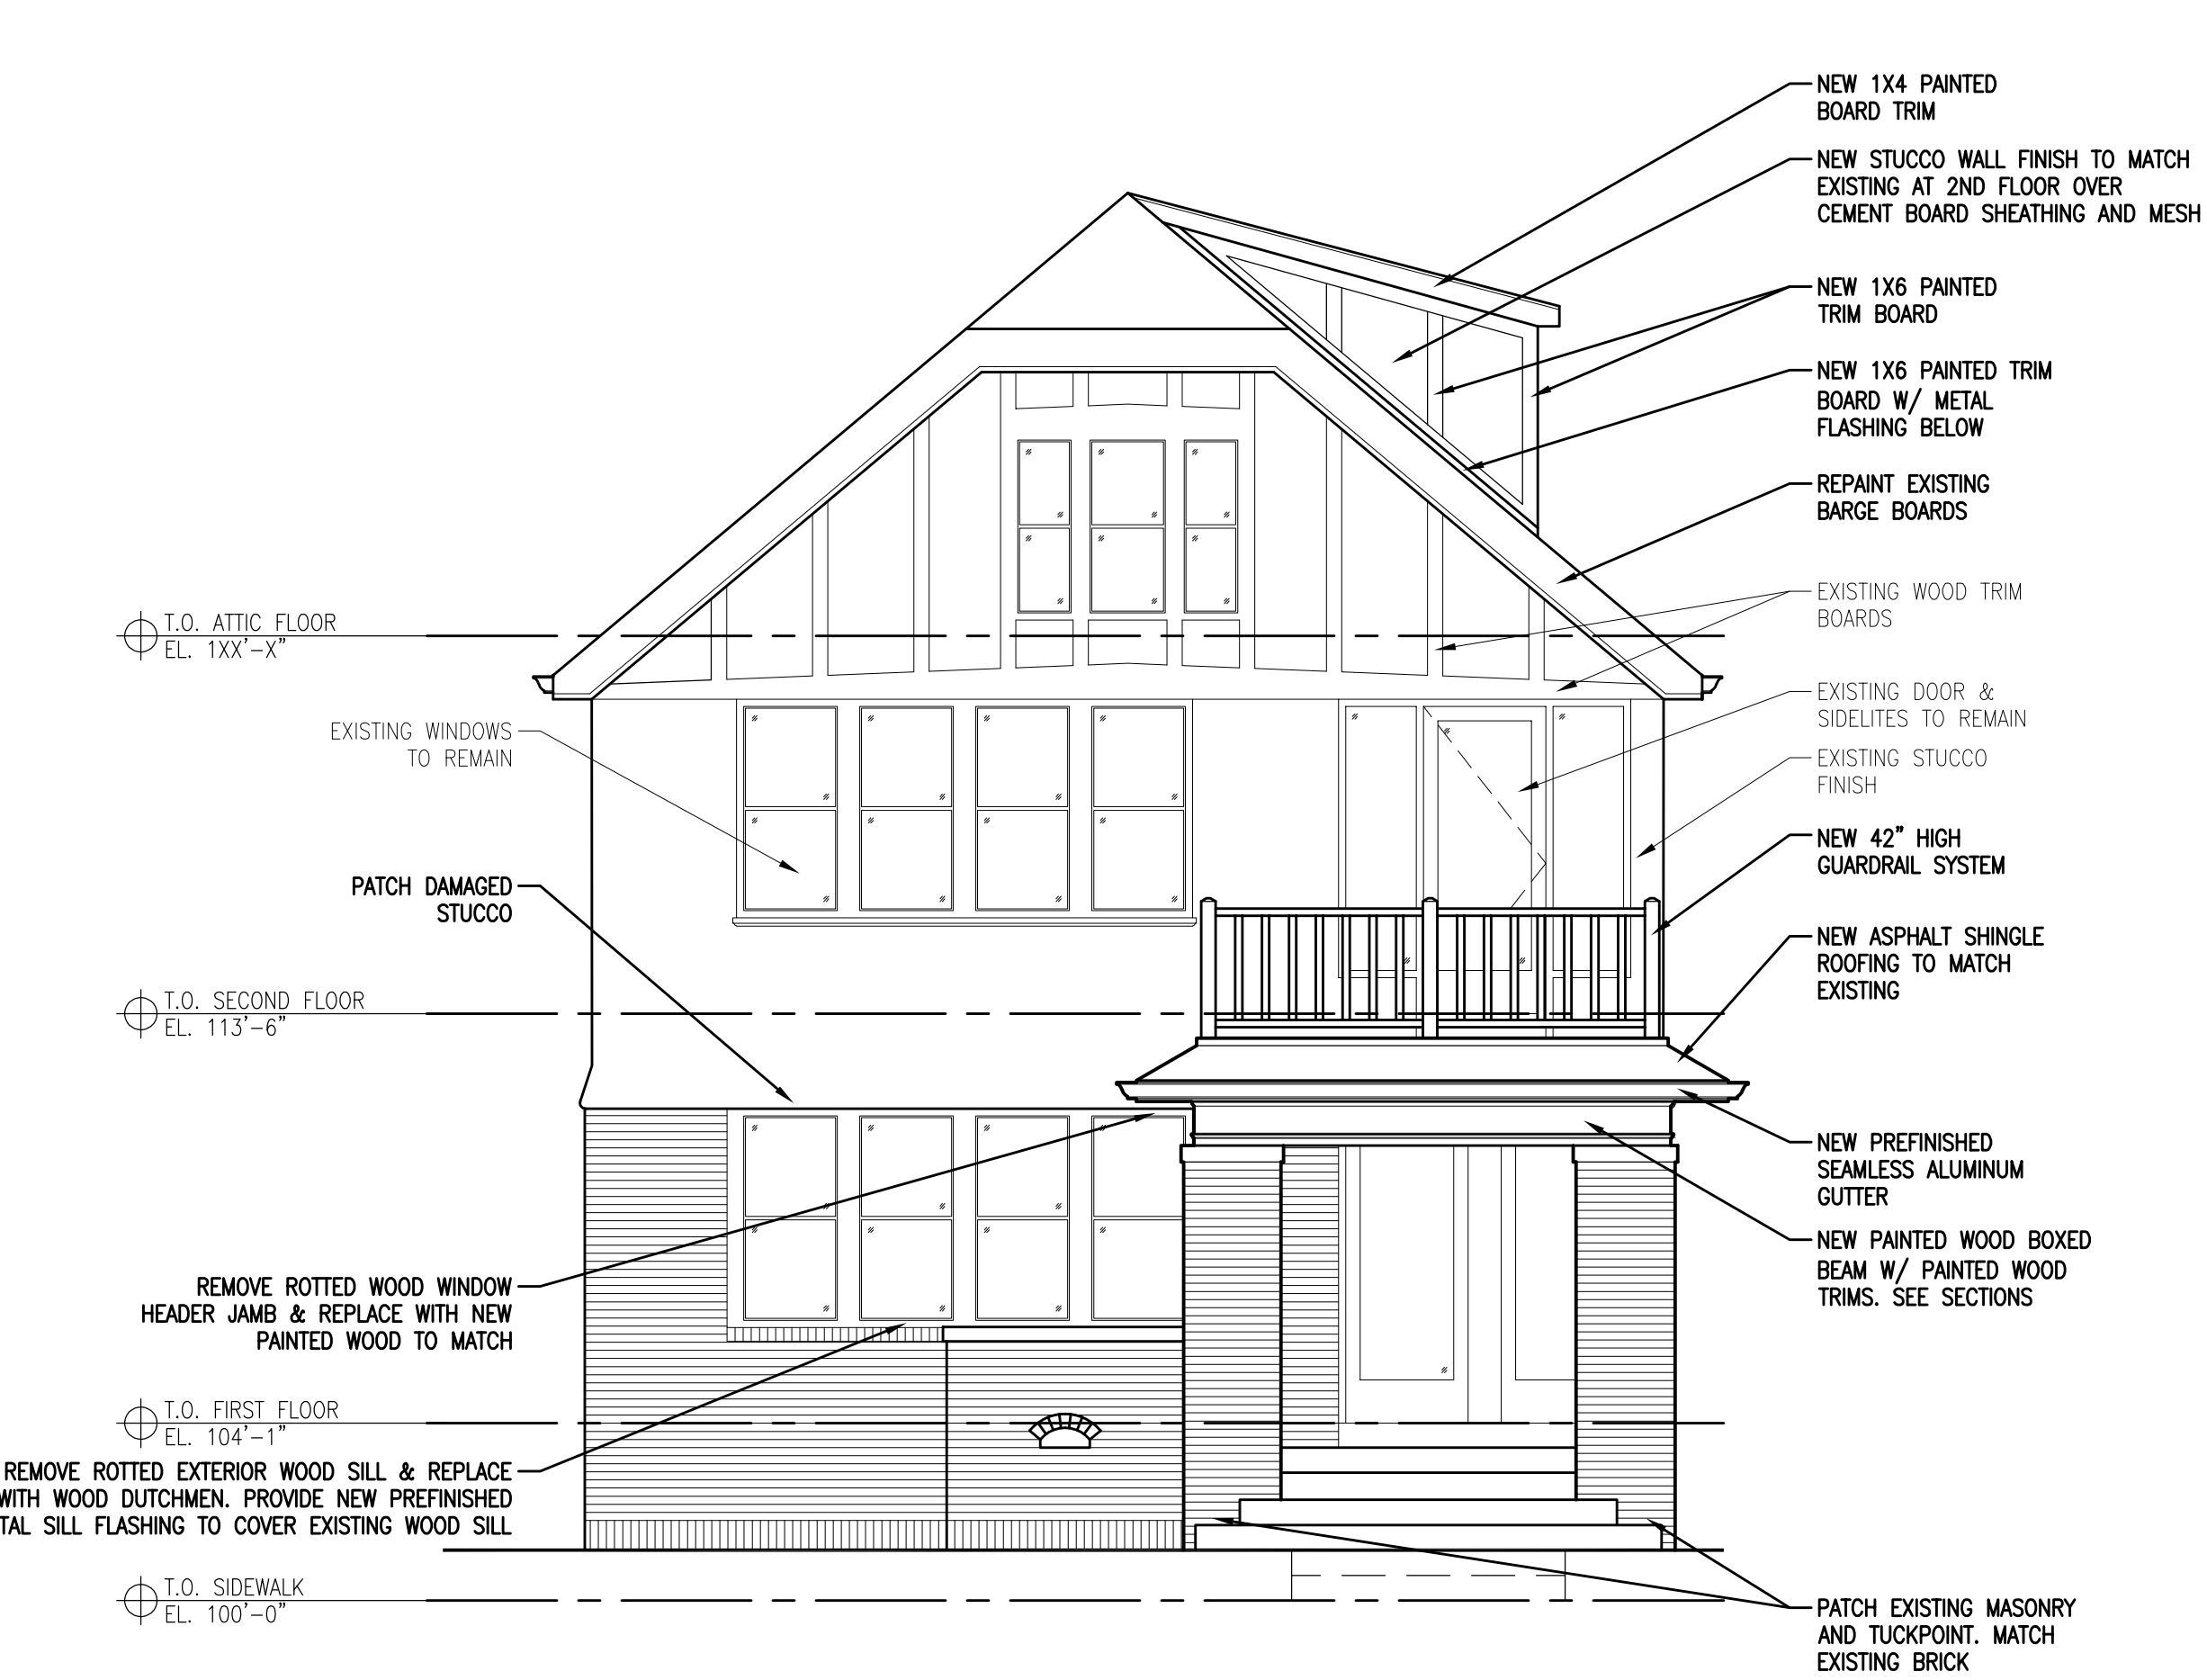 NEW 1X4 PAINTED
BOARD TRIM
NEW STUCCO WALL FINISH TO MATCH
EXISTING AT 2ND FLOOR OVER
CEMENT BOARD SHEATHING AND MESH
NEW 1X6 PAINTED
TRIM BOARD
NEW 1X6 PAINTED TRIM
BOARD W/ METAL
FLASHING BELOW
REPAINT EXISTING
BARGE BOARDS
EXISTING WOOD TRIM
BOARDS
EXISTING DOOR &
SIDELITES TO REMAIN
EXISTING STUCCO
FINISH
NEW 42" HIGH
GUARDRAIL SYSTEM
NEW ASPHALT SHINGLE
ROOFING TO MATCH
EXISTING
NEW PREFINISHED
SEAMLESS ALUMINUM
GUTTER
NEW PAINTED WOOD BOXED
BEAM W/ PAINTED WOOD
TRIMS. SEE SECTIONS
PATCH EXISTING MASONRY
AND TUCKPOINT. MATCH
EXISTING BRICK
T.O. ATTIC FLOOR
EL. 1XX'-X"
EXISTING WINDOWS
TO REMAIN
PATCH DAMAGED
STUCCO
T.O. SECOND FLOOR
EL. 113'-6"
REMOVE ROTTED WOOD WINDOW
HEADER JAMB & REPLACE WITH NEW
PAINTED WOOD TO MATCH
T.O. FIRST FLOOR
EL. 104'-1"
REMOVE ROTTED EXTERIOR WOOD SILL & REPLACE
WITH WOOD DUTCHMEN. PROVIDE NEW PREFINISHED
TAL SILL FLASHING TO COVER EXISTING WOOD SILL
T.O. SIDEWALK
EL. 100'-0"